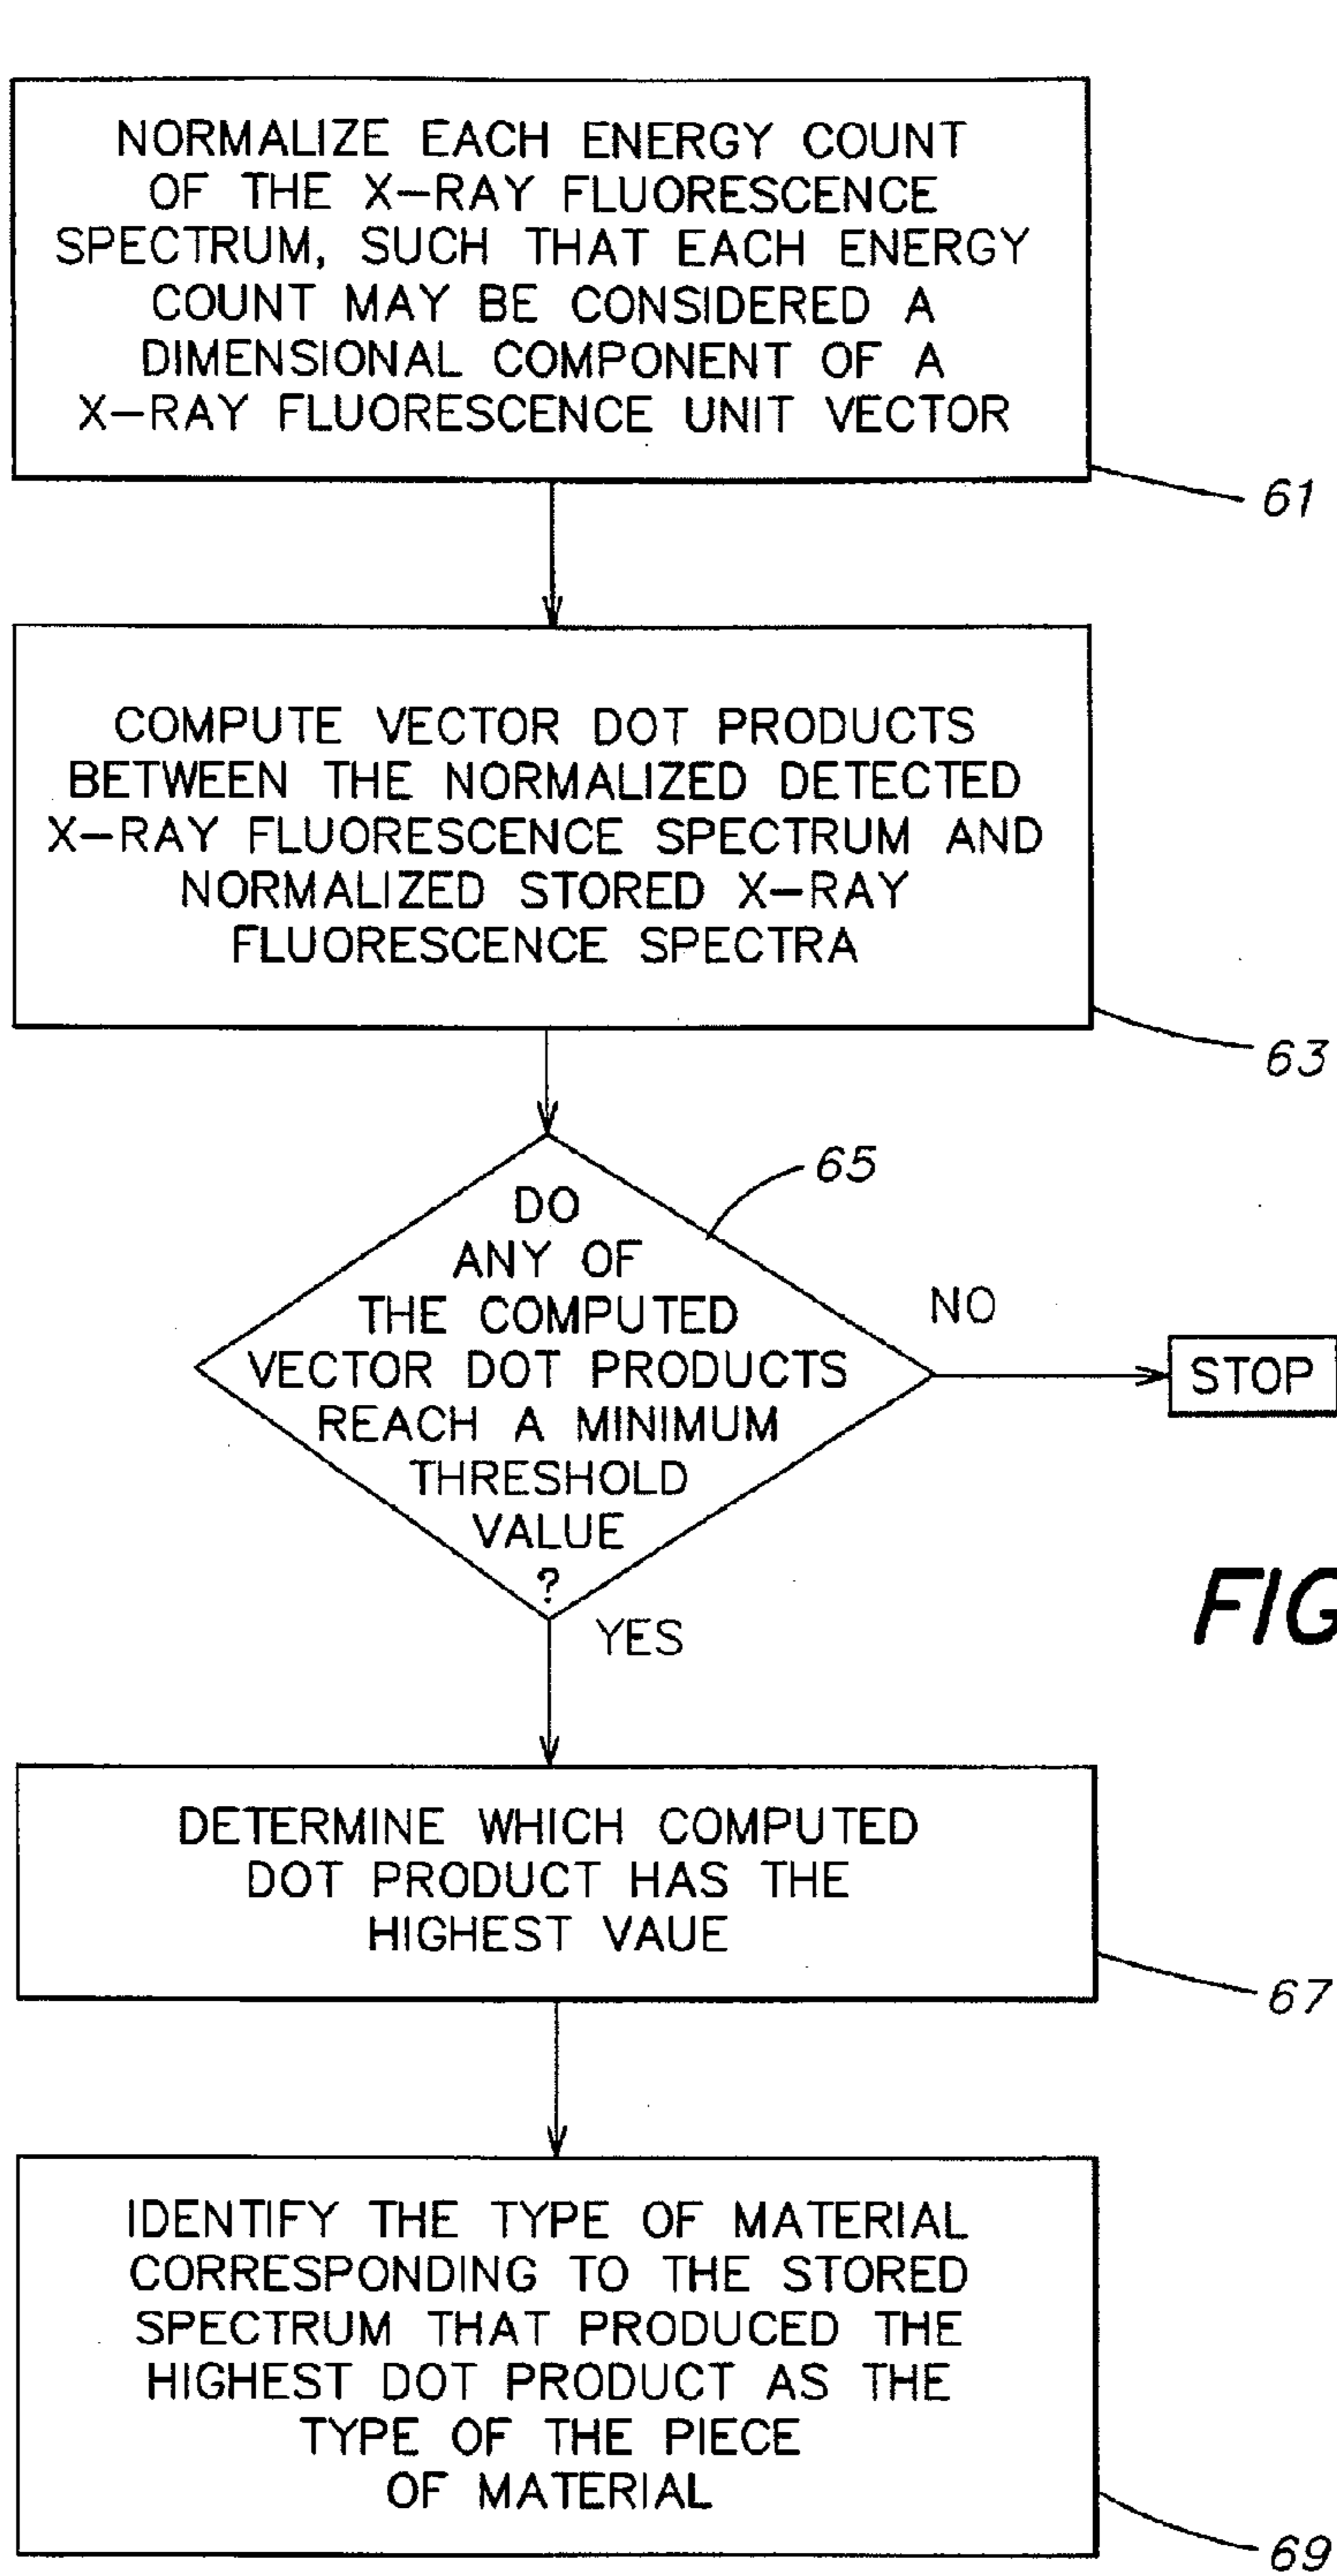 NORMALIZE EACH ENERGY COUNT
OF THE X-RAY FLUORESCENCE
SPECTRUM, SUCH THAT EACH ENERGY
COUNT MAY BE CONSIDERED A
DIMENSIONAL COMPONENT OF A
X-RAY FLUORESCENCE UNIT VECTOR
61
COMPUTE VECTOR DOT PRODUCTS
BETWEEN THE NORMALIZED DETECTED
X-RAY FLUORESCENCE SPECTRUM AND
NORMALIZED STORED X-RAY
FLUORESCENCE SPECTRA
63
65
DO
ANY OF
THE COMPUTED
VECTOR DOT PRODUCTS
REACH A MINIMUM
THRESHOLD
VALUE
?
NO
STOP
FIG
YES
DETERMINE WHICH COMPUTED
DOT PRODUCT HAS THE
HIGHEST VAUE
67
IDENTIFY THE TYPE OF MATERIAL
CORRESPONDING TO THE STORED
SPECTRUM THAT PRODUCED THE
HIGHEST DOT PRODUCT AS THE
TYPE OF THE PIECE
OF MATERIAL
69